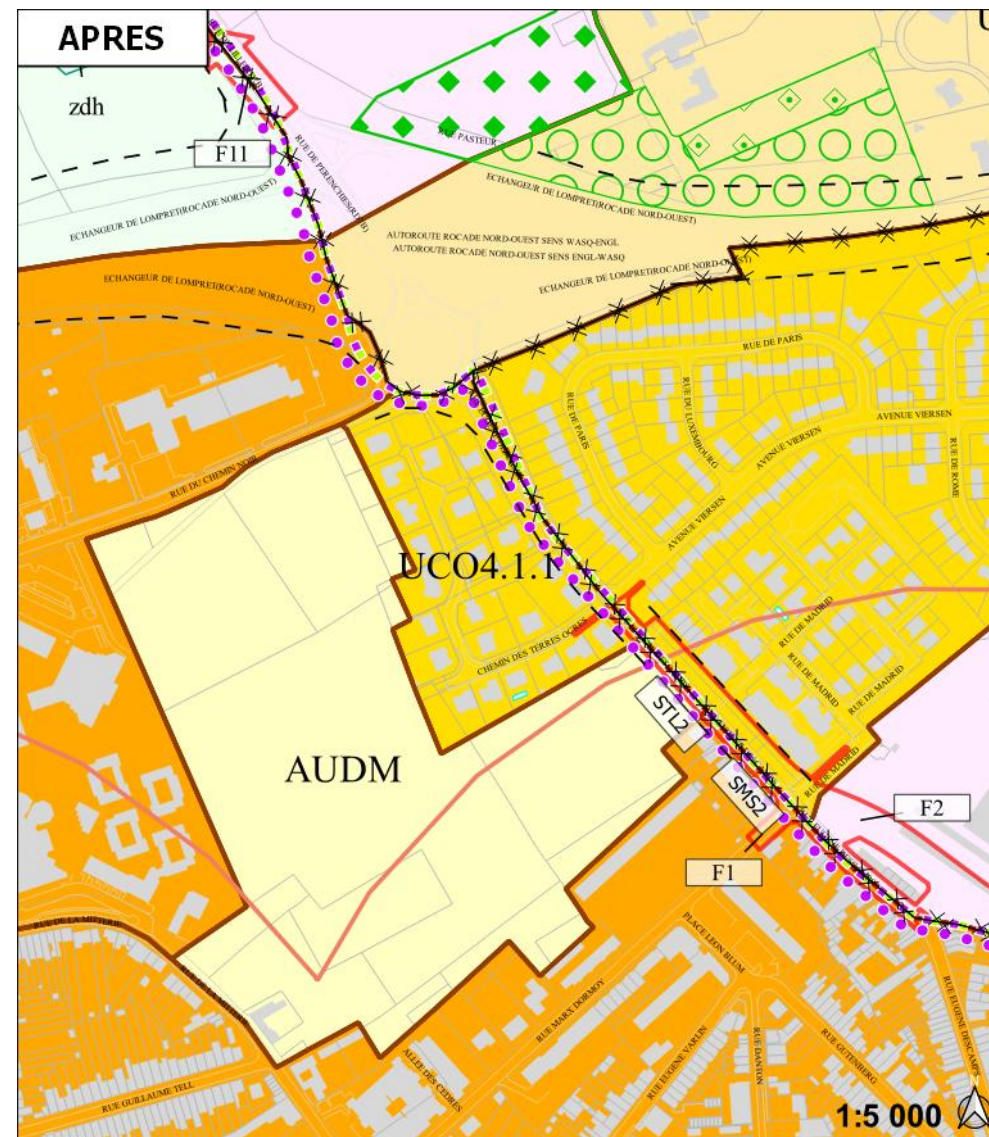 APRES
U
zdh
F11
RUE PASTEUR
ECHANGEUR DE LOMPRET(ROCADE NORD-OUEST)
ECHANGEUR DE LOMPRET(ROCADE NORD-OUEST)
AUTOROUTE ROCADE NORD-OUEST SENS WASQ-ENGL
AUTOROUTE ROCADE NORD-OUEST SENS ENGL-WASQ
ECHANGEUR DE LOMPRET(ROCADE NORD-OUEST)
ECHANGEUR DE LOMPRET(ROCADE NORD-OUEST)
RUE DE PARIS
RUE DE PARIS
RUE DU LUXEMBOURG
AVENUE VIERSEN
AVENUE VIERSEN
RUE DE ROME
RUE DU CHEMIN NOIR
AVENUE VIERSEN
UCO4.1.1
CHEMIN DES TERRES OGRES
RUE DE MADRID
RUE DE MADRID
RUE DE MADRID
STL2
AUDM
RUE DE MADRID
SMS2
F2
F1
RUE DE LA MITTERIE
PLACE LEON BLUM
RUE MARX DORMOY
RUE EUGENE DESCAMPS
RUE GUTENBERG
ALLEE DES CEDRES
RUE EUGENE VARLIN
RUE DANTON
RUE GUILLAUME TELL
1:5 000